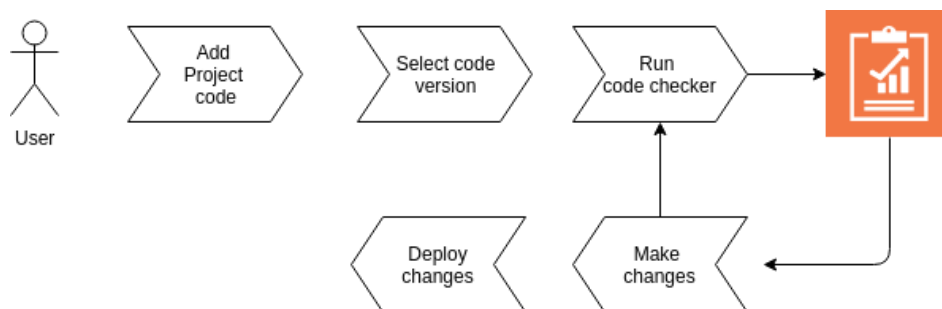 User
Add
Project
code
Select code
version
Run
code checker
Deploy
changes
Make
changes